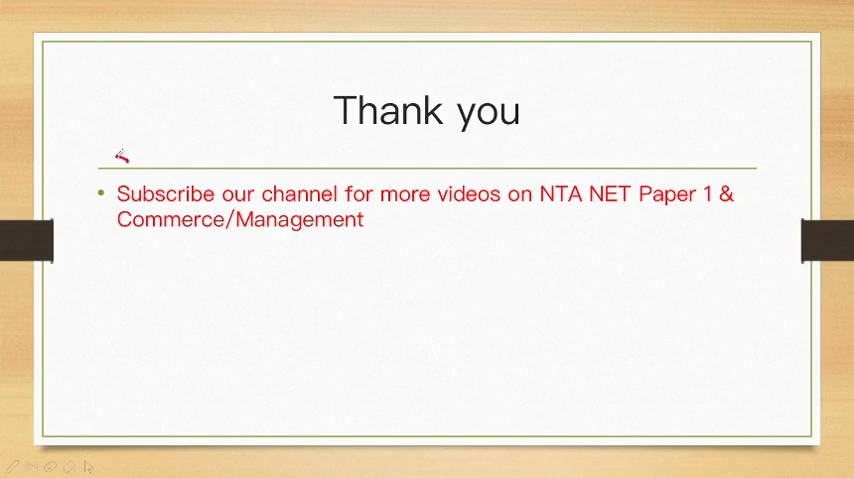 Thank you
Subscribe our channel for more videos on NTA NET Paper 1 &
Commerce/Management